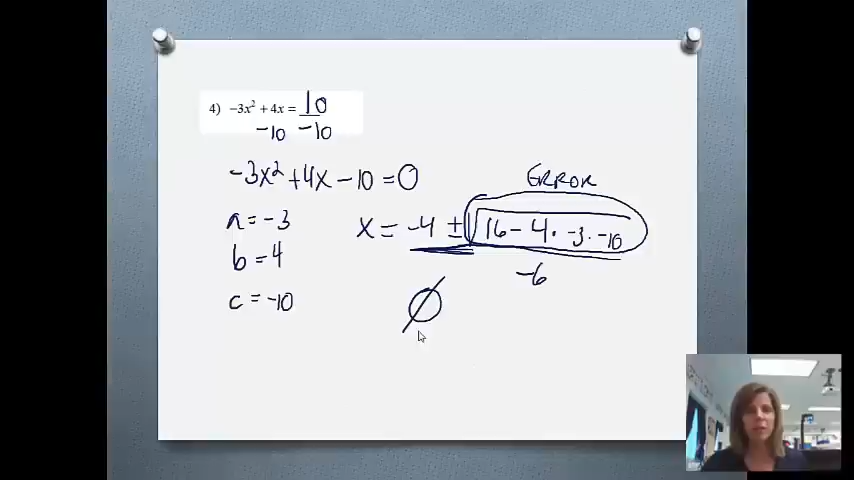 4) −3x² + 4x = 10
-10 -10
-3x² + 4x - 10 = 0
ERROR
a = -3
x = -4 ± √16 - 4 · -3 · -10
b = 4
-6
c = -10
∅